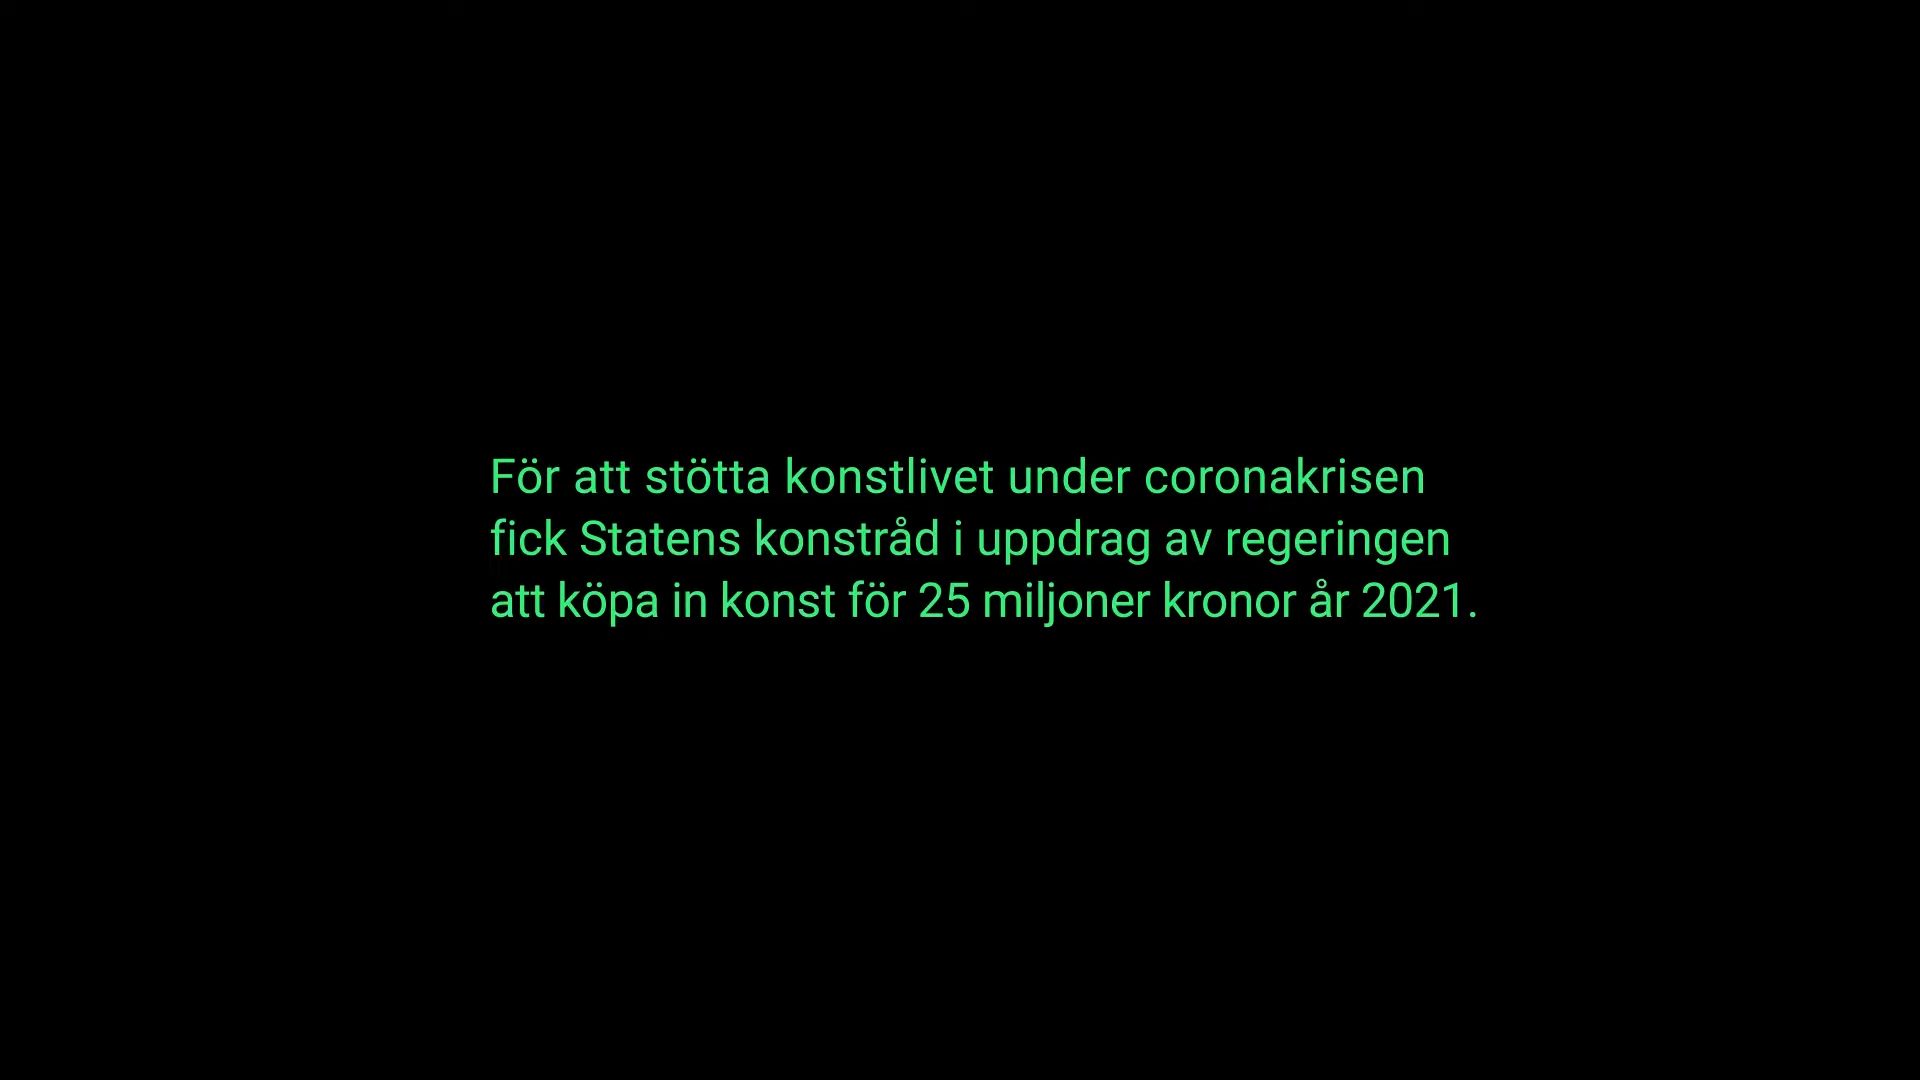 För att stötta konstlivet under coronakrisen
fick Statens konstråd i uppdrag av regeringen
att köpa in konst för 25 miljoner kronor år 2021.